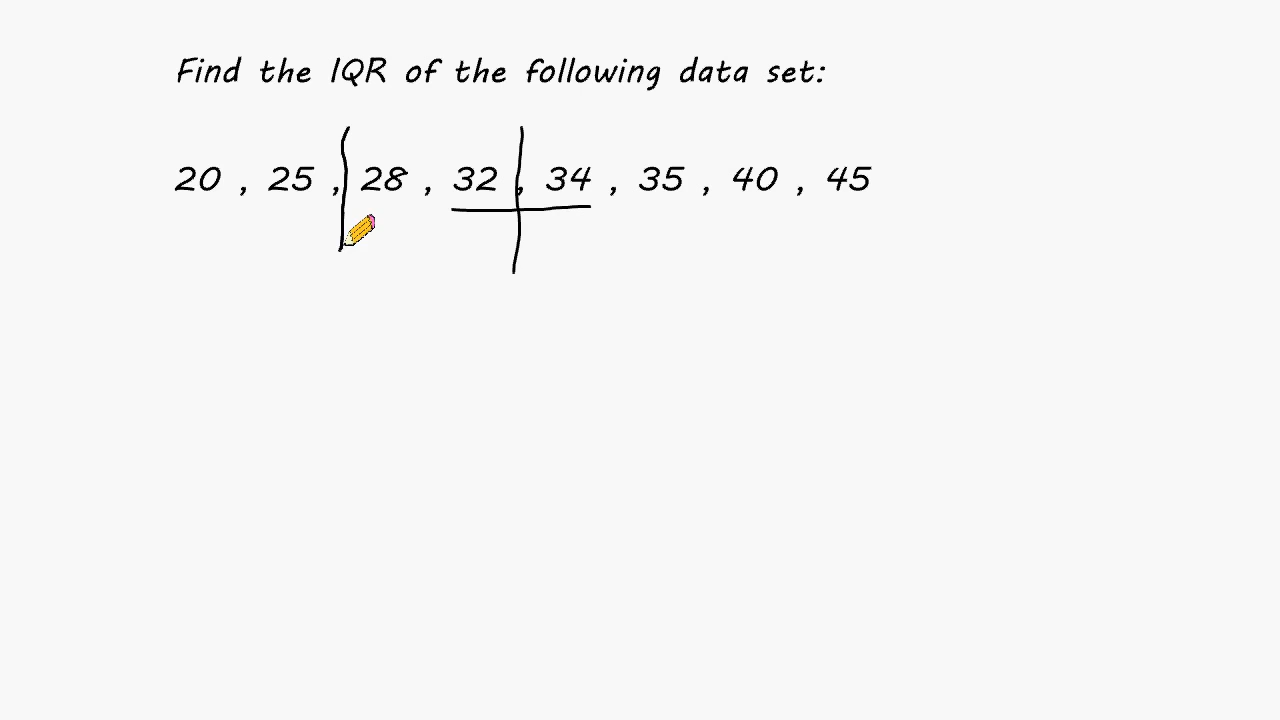 Find the IQR of the following data set:
20 , 25 , 28 , 32 , 34 , 35 , 40 , 45